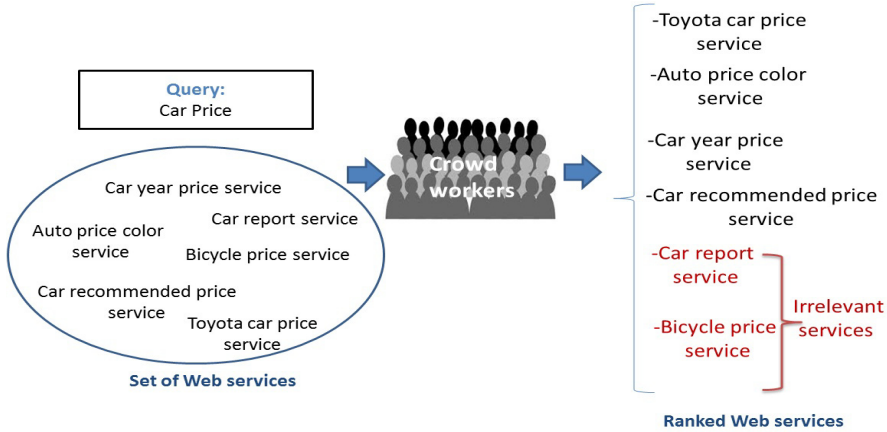 Query:
Car Price
Car year price service
Car report service
Auto price color
service
Bicycle price service
Car recommended price
service
Toyota car price
service
Set of Web services
Crowd
workers
-Toyota car price
service
-Auto price color
service
-Car year price
service
-Car recommended price
service
-Car report
service
-Bicycle price
service
Irrelevant
services
Ranked Web services